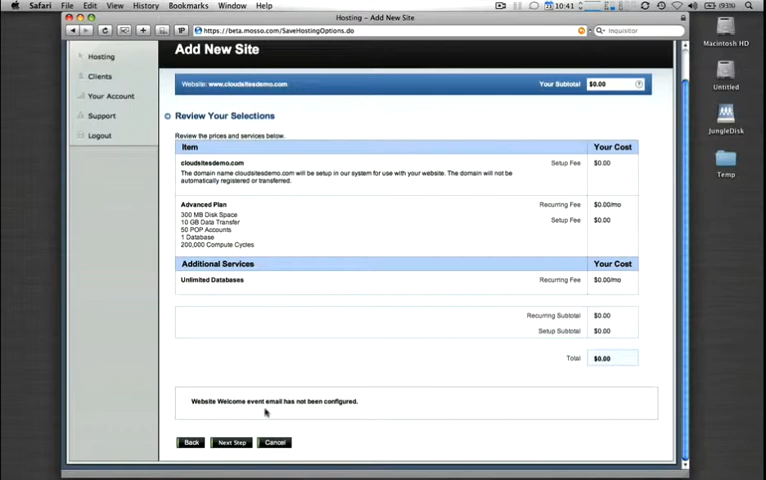 Safari File Edit View History Bookmarks Window Help 10:41 (93%)
Hosting – Add New Site
https://beta.mosso.com/SaveHostingOptions.do
Inquisitor
Macintosh HD
Untitled
JungleDisk
Temp
Hosting
Clients
Your Account
Support
Logout
Add New Site
Website: www.cloudsitesdemo.com Your Subtotal $0.00
Review Your Selections
Review the prices and services below.
Item Your Cost
cloudsitesdemo.com Setup Fee $0.00
The domain name cloudsitesdemo.com will be setup in our system for use with your website. The domain will not be
automatically registered or transferred.
Advanced Plan Recurring Fee $0.00/mo
300 MB Disk Space Setup Fee $0.00
10 GB Data Transfer
50 POP Accounts
1 Database
200,000 Compute Cycles
Additional Services Your Cost
Unlimited Databases Recurring Fee $0.00/mo
Recurring Subtotal $0.00
Setup Subtotal $0.00
Total $0.00
Website Welcome event email has not been configured.
Back Next Step Cancel